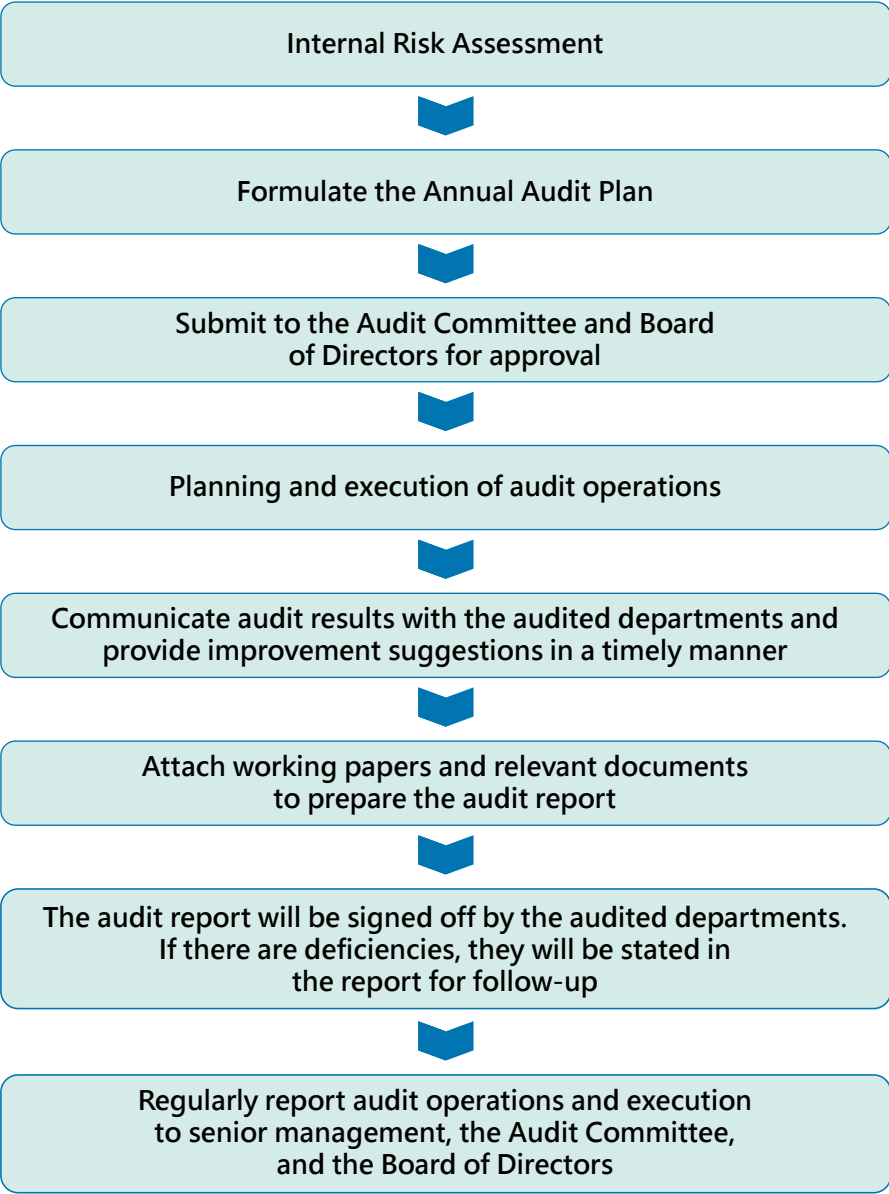 Internal Risk Assessment
Formulate the Annual Audit Plan
Submit to the Audit Committee and Board
of Directors for approval
Planning and execution of audit operations
Communicate audit results with the audited departments and
provide improvement suggestions in a timely manner
Attach working papers and relevant documents
to prepare the audit report
The audit report will be signed off by the audited departments.
If there are deficiencies, they will be stated in
the report for follow-up
Regularly report audit operations and execution
to senior management, the Audit Committee,
and the Board of Directors